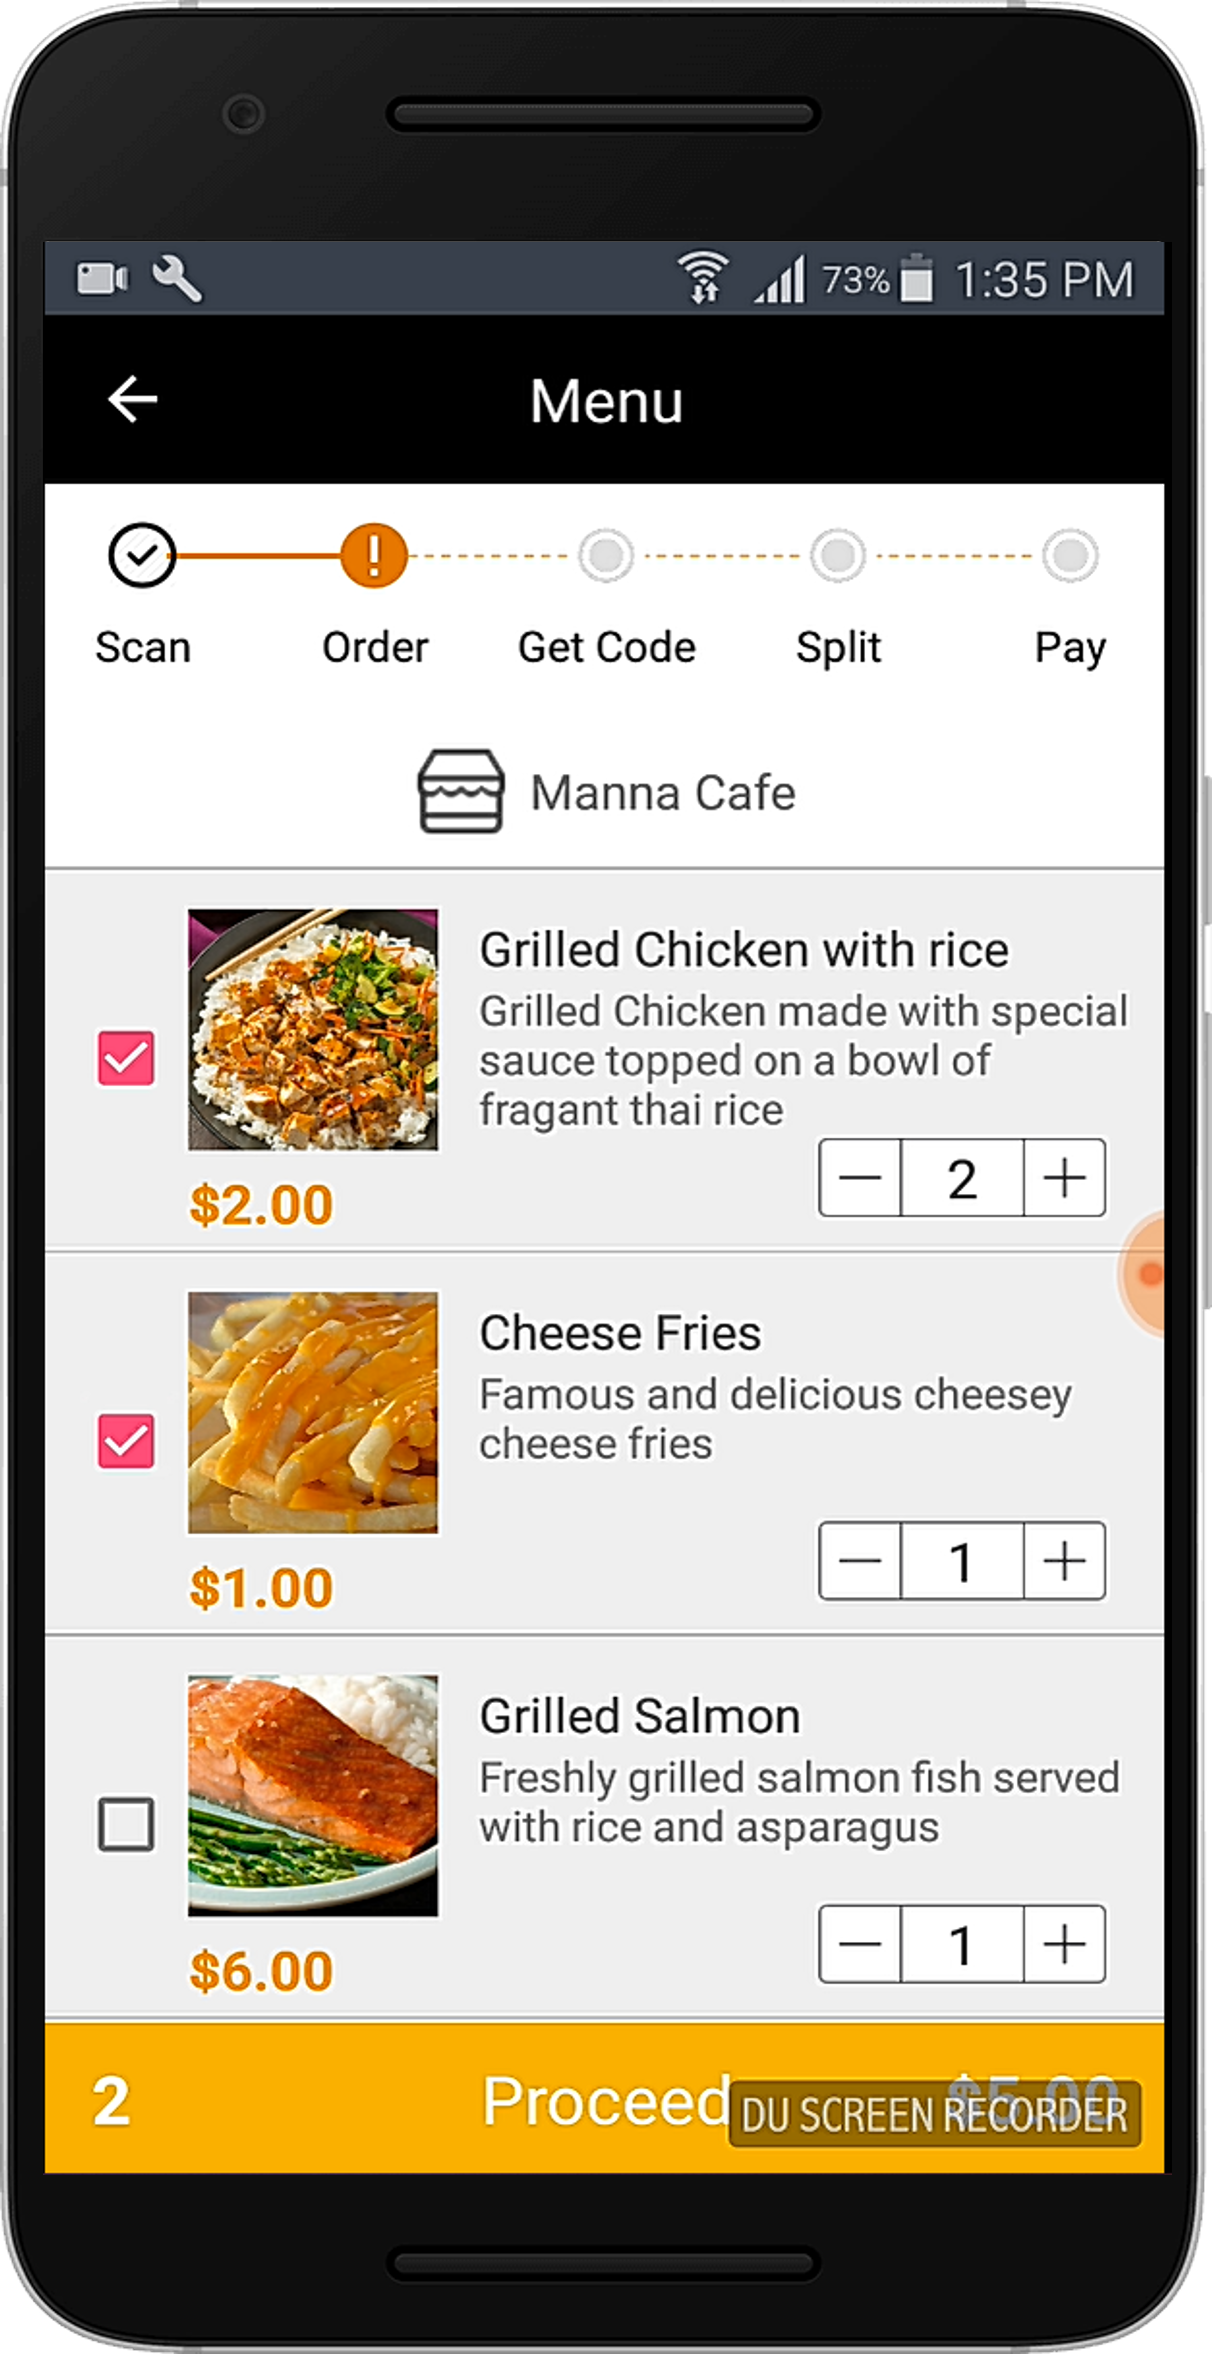 73% 1:35 PM
Menu
Scan Order Get Code Split Pay
Manna Cafe
Grilled Chicken with rice
Grilled Chicken made with special
sauce topped on a bowl of
fragant thai rice
$2.00
2
Cheese Fries
Famous and delicious cheesey
cheese fries
$1.00
1
Grilled Salmon
Freshly grilled salmon fish served
with rice and asparagus
$6.00
1
2 Proceed $5.00
DU SCREEN RECORDER